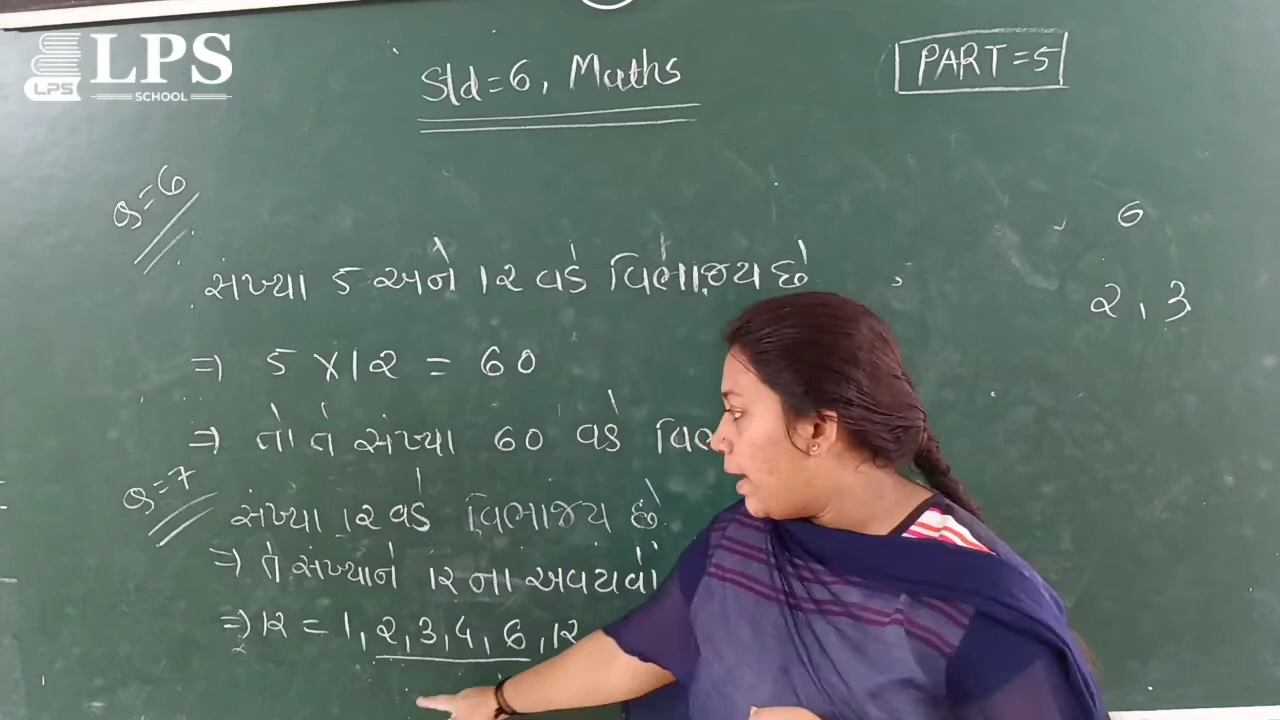 LPS
LPS
SCHOOL
Std=6, Maths
PART=5
Q=6
6
સંખ્યા 5 અને 12 વડે વિભાજ્ય છે
2, 3
⇒ 5 X 12 = 60
⇒ તો તે સંખ્યા 60 વડે
Q=7
સંખ્યા 12 વડે વિભાજ્ય છે.
⇒ તે સંખ્યાને 12 ના અવયવો
⇒ 12 = 1, 2, 3, 4, 6, 12